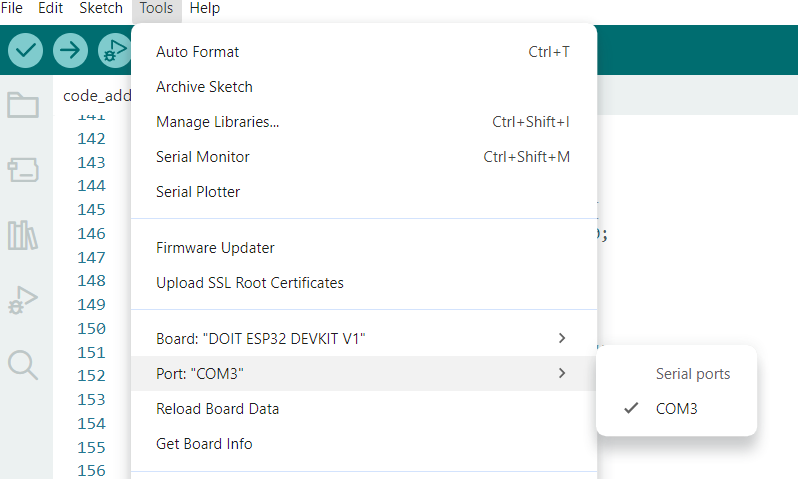 File Edit Sketch Tools Help
Auto Format Ctrl+T
Archive Sketch
Manage Libraries... Ctrl+Shift+I
Serial Monitor Ctrl+Shift+M
Serial Plotter
Firmware Updater
Upload SSL Root Certificates
Board: "DOIT ESP32 DEVKIT V1"
Port: "COM3"
Reload Board Data
Get Board Info
Serial ports
COM3
code_add
141
142
143
144
145
146
);
147
148
149
150
151
152
153
154
155
156